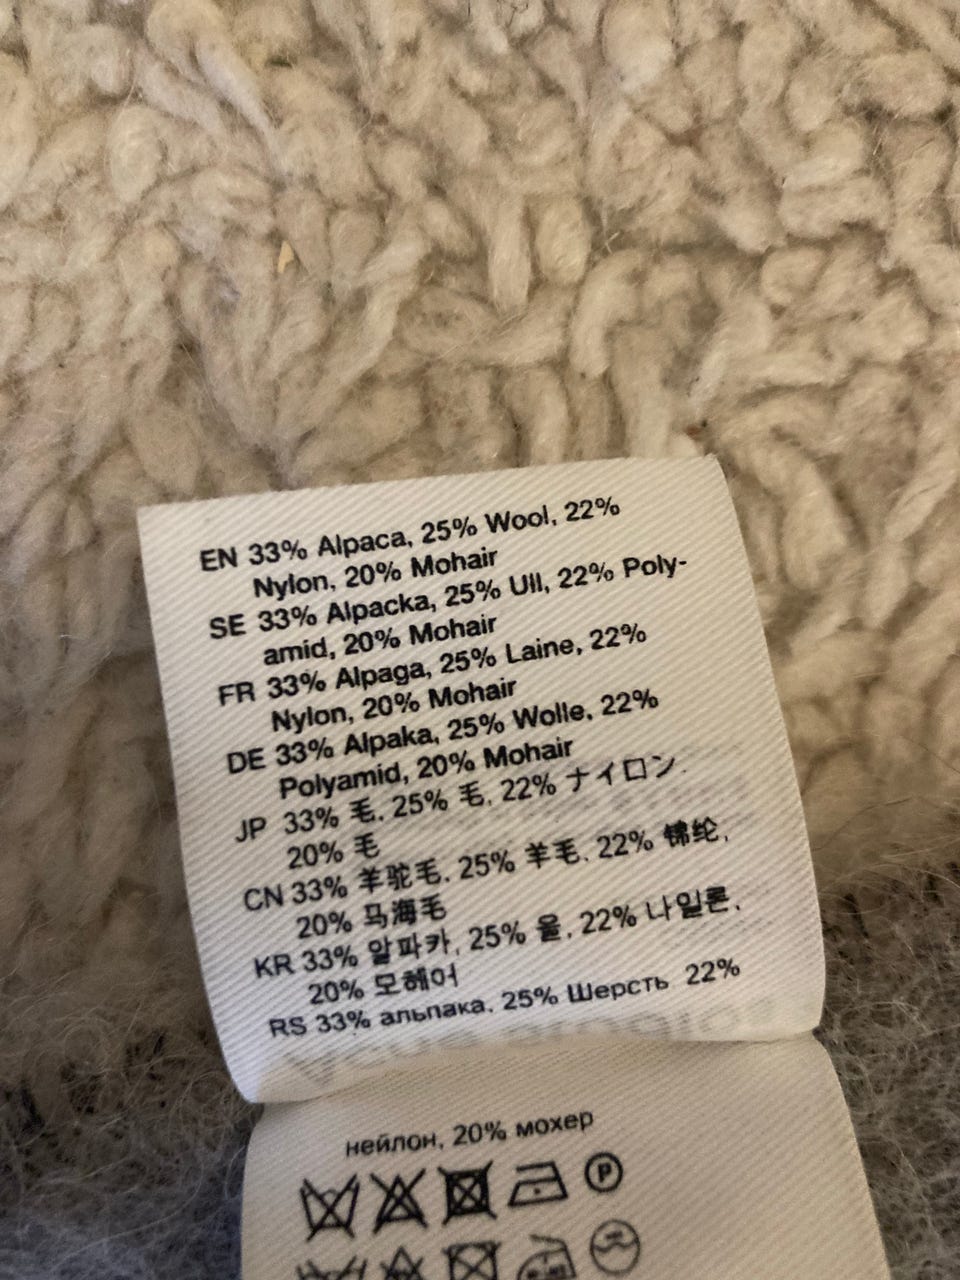 EN 33% Alpaca, 25% Wool, 22%
Nylon, 20% Mohair
SE 33% Alpacka, 25% Ull, 22% Poly-
amid, 20% Mohair
FR 33% Alpaga, 25% Laine, 22%
Nylon, 20% Mohair
DE 33% Alpaka, 25% Wolle, 22%
Polyamid, 20% Mohair
JP 33% 毛, 25% 毛, 22% ナイロン,
20% 毛
CN 33% 羊驼毛, 25% 羊毛, 22% 锦纶,
20% 马海毛
KR 33% 알파카, 25% 울, 22% 나일론,
20% 모헤어
RS 33% альпака, 25% Шерсть, 22%
нейлон, 20% мохер
P